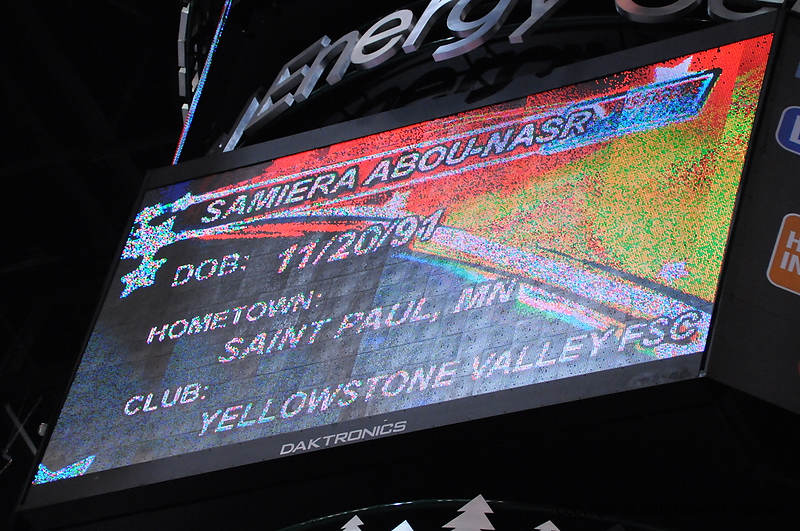 Energy
SAMIERA ABOU-NASR
DOB: 11/20/91
HOMETOWN:
SAINT PAUL, MN
CLUB:
YELLOWSTONE VALLEY FSC
DAKTRONICS